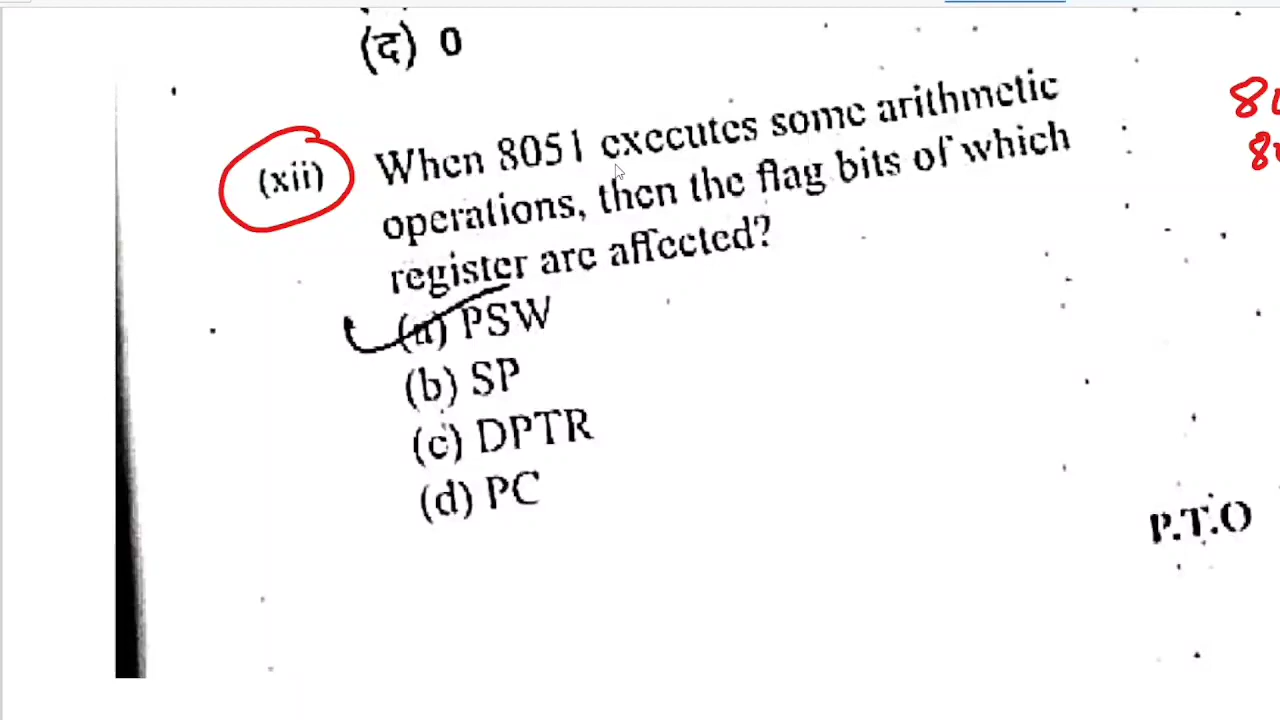 (द) 0
(xii) When 8051 executes some arithmetic
operations, then the flag bits of which
register are affected?
(a) PSW
(b) SP
(c) DPTR
(d) PC
P.T.O